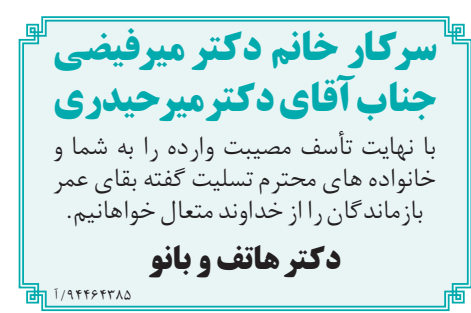 سرکار خانم دکتر میرفیضی
جناب آقای دکتر میرحیدری
با نهایت تأسف مصیبت وارده را به شما و
خانواده های محترم تسلیت گفته بقای عمر
بازماندگان را از خداوند متعال خواهانیم.
دکتر هاتف و بانو
۹۴۴۶۴۳۸۵/آ